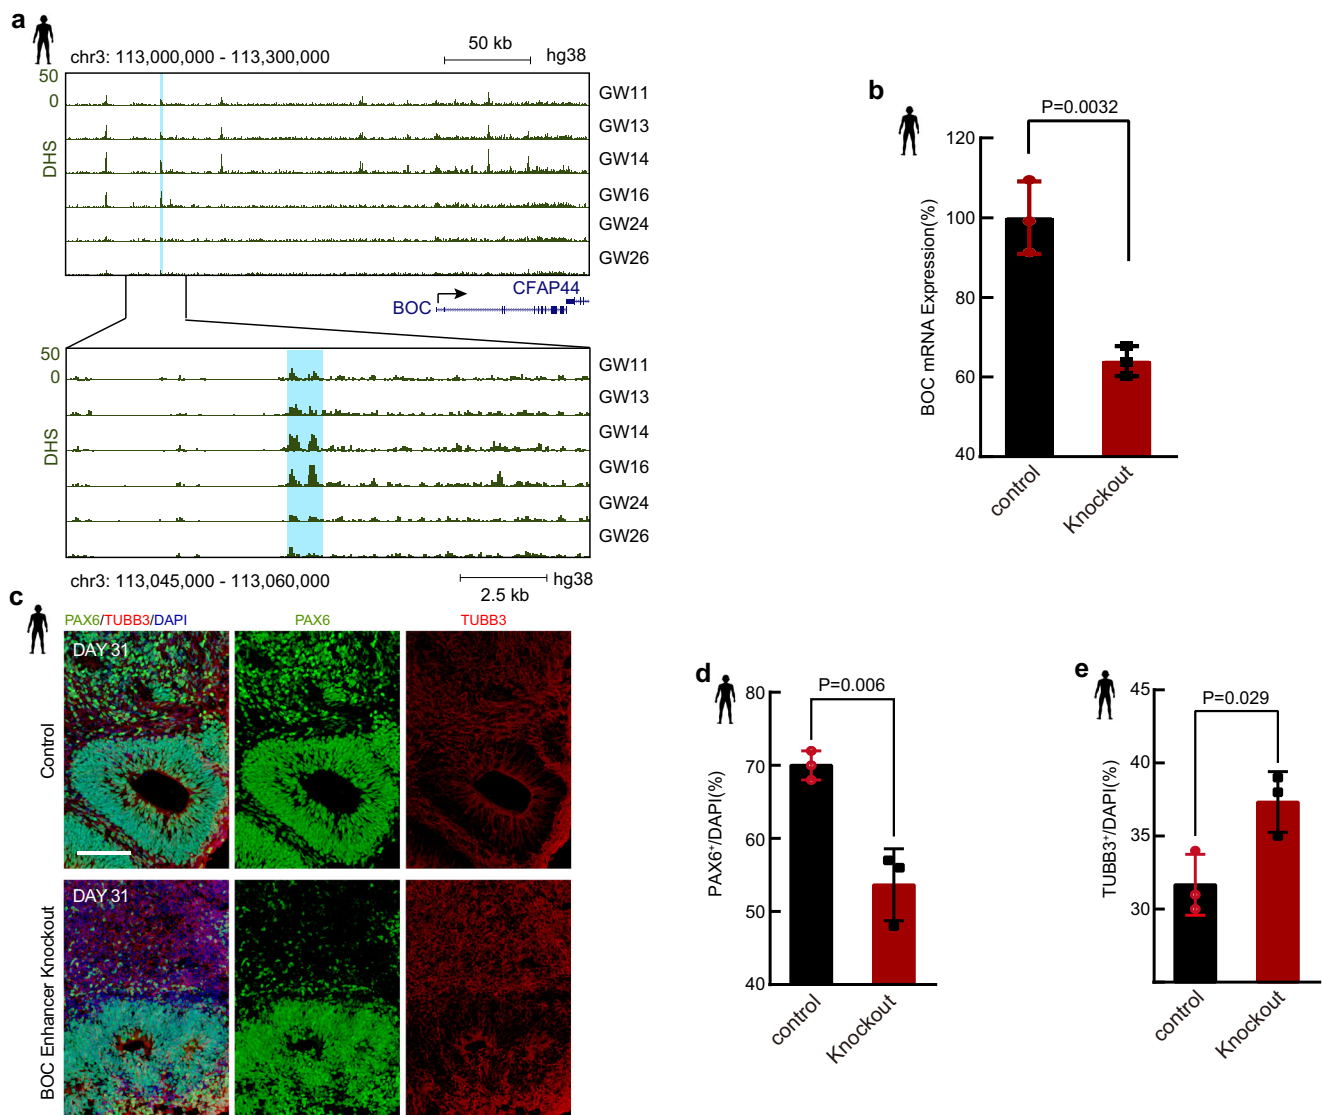 a
chr3: 113,000,000 - 113,300,000
50 kb
hg38
50
0
DHS
GW11
GW13
GW14
GW16
GW24
GW26
CFAP44
BOC
50
0
DHS
GW11
GW13
GW14
GW16
GW24
GW26
chr3: 113,045,000 - 113,060,000
2.5 kb
hg38
b
P=0.0032
BOC mRNA Expression(%)
120
100
80
60
40
control
Knockout
c
PAX6/TUBB3/DAPI
PAX6
TUBB3
DAY 31
Control
DAY 31
BOC Enhancer Knockout
d
P=0.006
PAX6⁺/DAPI(%)
80
70
60
50
40
control
Knockout
e
P=0.029
TUBB3⁺/DAPI(%)
45
40
35
30
control
Knockout